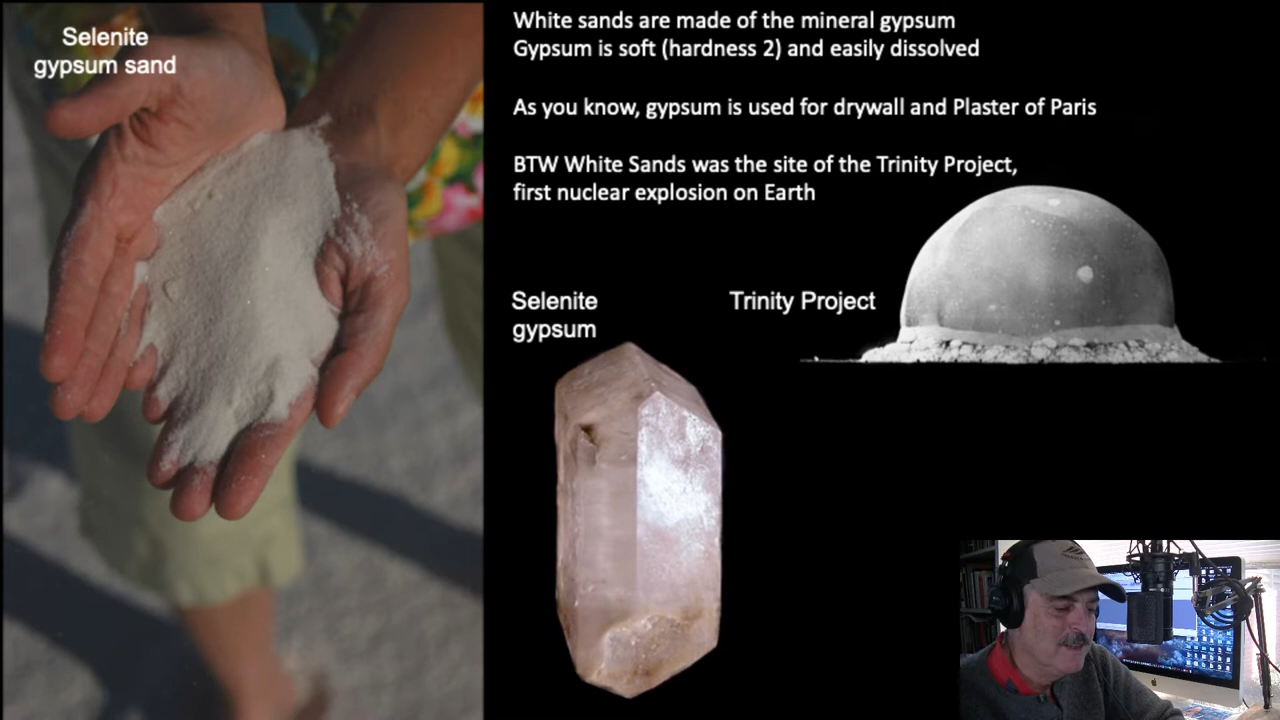 Selenite
gypsum sand
White sands are made of the mineral gypsum
Gypsum is soft (hardness 2) and easily dissolved
As you know, gypsum is used for drywall and Plaster of Paris
BTW White Sands was the site of the Trinity Project,
first nuclear explosion on Earth
Selenite
gypsum
Trinity Project